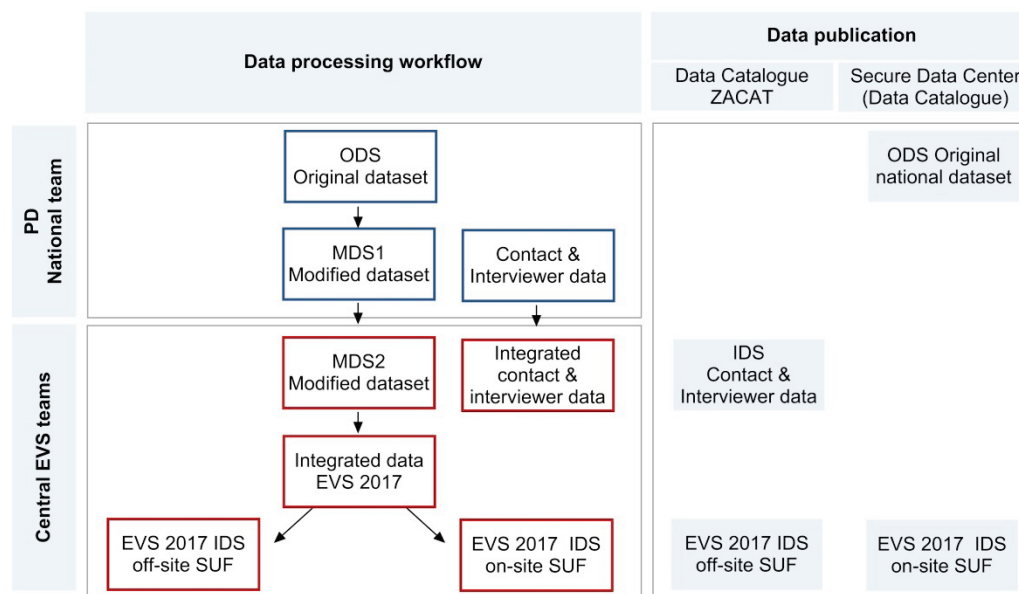 Data processing workflow
Data publication
Data Catalogue
ZACAT
Secure Data Center
(Data Catalogue)
PD
National team
ODS
Original dataset
MDS1
Modified dataset
Contact &
Interviewer data
ODS Original
national dataset
Central EVS teams
MDS2
Modified dataset
Integrated
contact &
interviewer data
IDS
Contact &
Interviewer data
Integrated data
EVS 2017
EVS 2017 IDS
off-site SUF
EVS 2017 IDS
on-site SUF
EVS 2017 IDS
off-site SUF
EVS 2017 IDS
on-site SUF